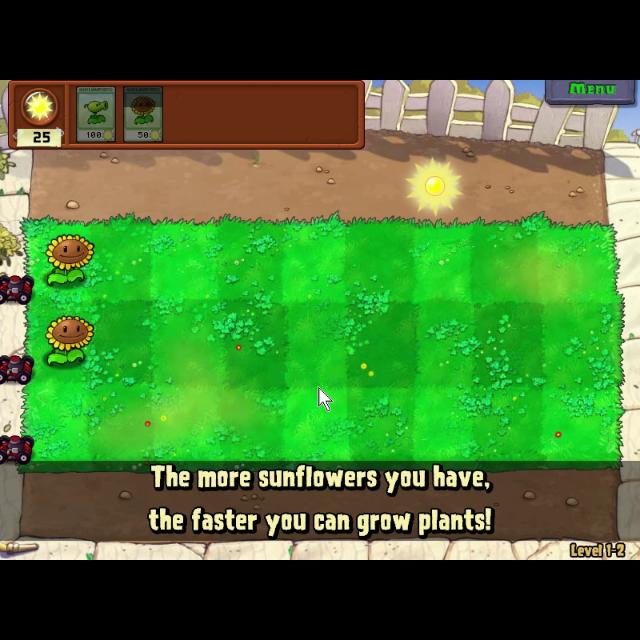 MENU
25
100
50
The more sunflowers you have,
the faster you can grow plants!
Level 1-2